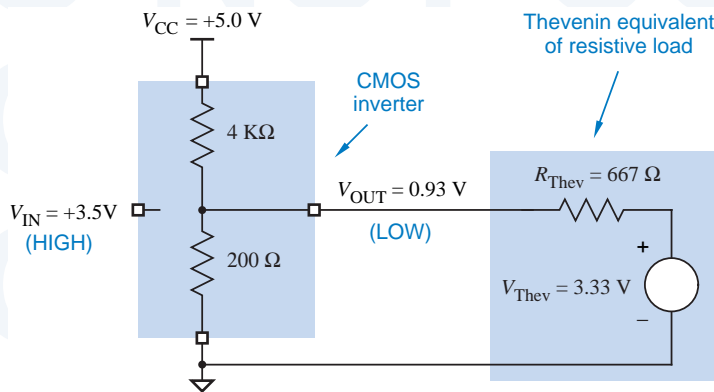 V_CC = +5.0 V
Thevenin equivalent
of resistive load
CMOS
inverter
4 KΩ
R_Thev = 667 Ω
V_IN = +3.5V
(HIGH)
V_OUT = 0.93 V
(LOW)
200 Ω
+
V_Thev = 3.33 V
−